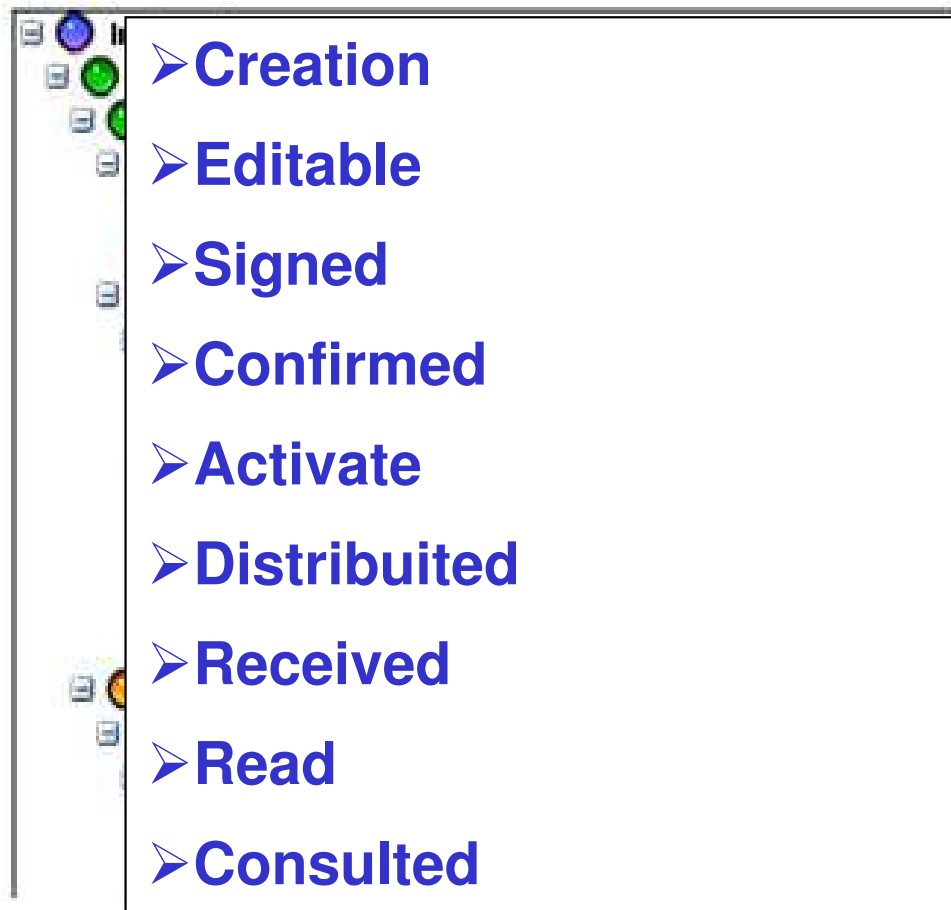 ➢Creation
➢Editable
➢Signed
➢Confirmed
➢Activate
➢Distribuited
➢Received
➢Read
➢Consulted